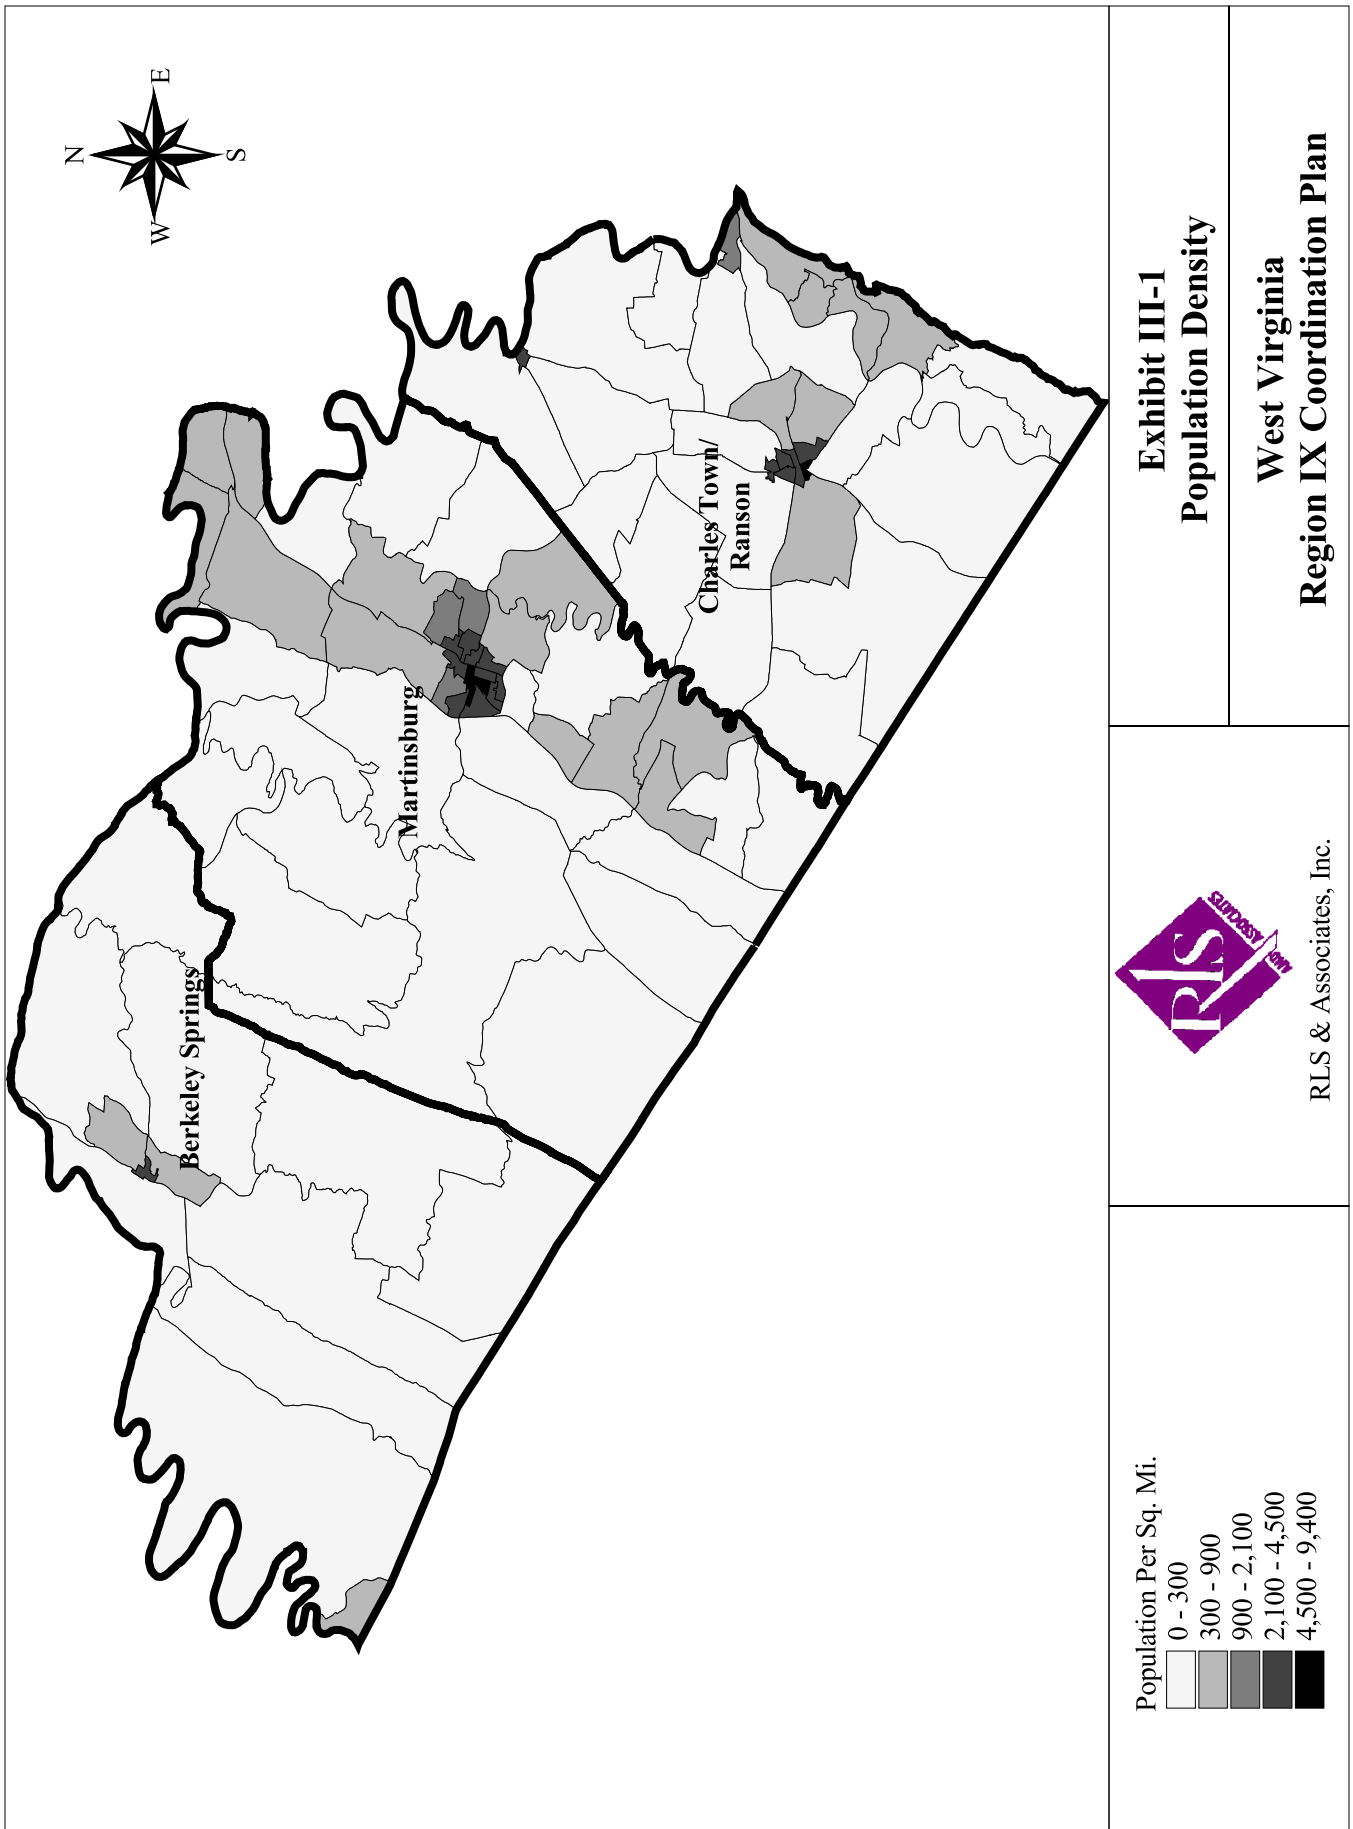 N
E
S
W
Berkeley Springs
Martinsburg
Charles Town/
Ranson
Population Per Sq. Mi.
0 - 300
300 - 900
900 - 2,100
2,100 - 4,500
4,500 - 9,400
RLS
AND
ASSOCIATES
RLS & Associates, Inc.
Exhibit III-1
Population Density
West Virginia
Region IX Coordination Plan